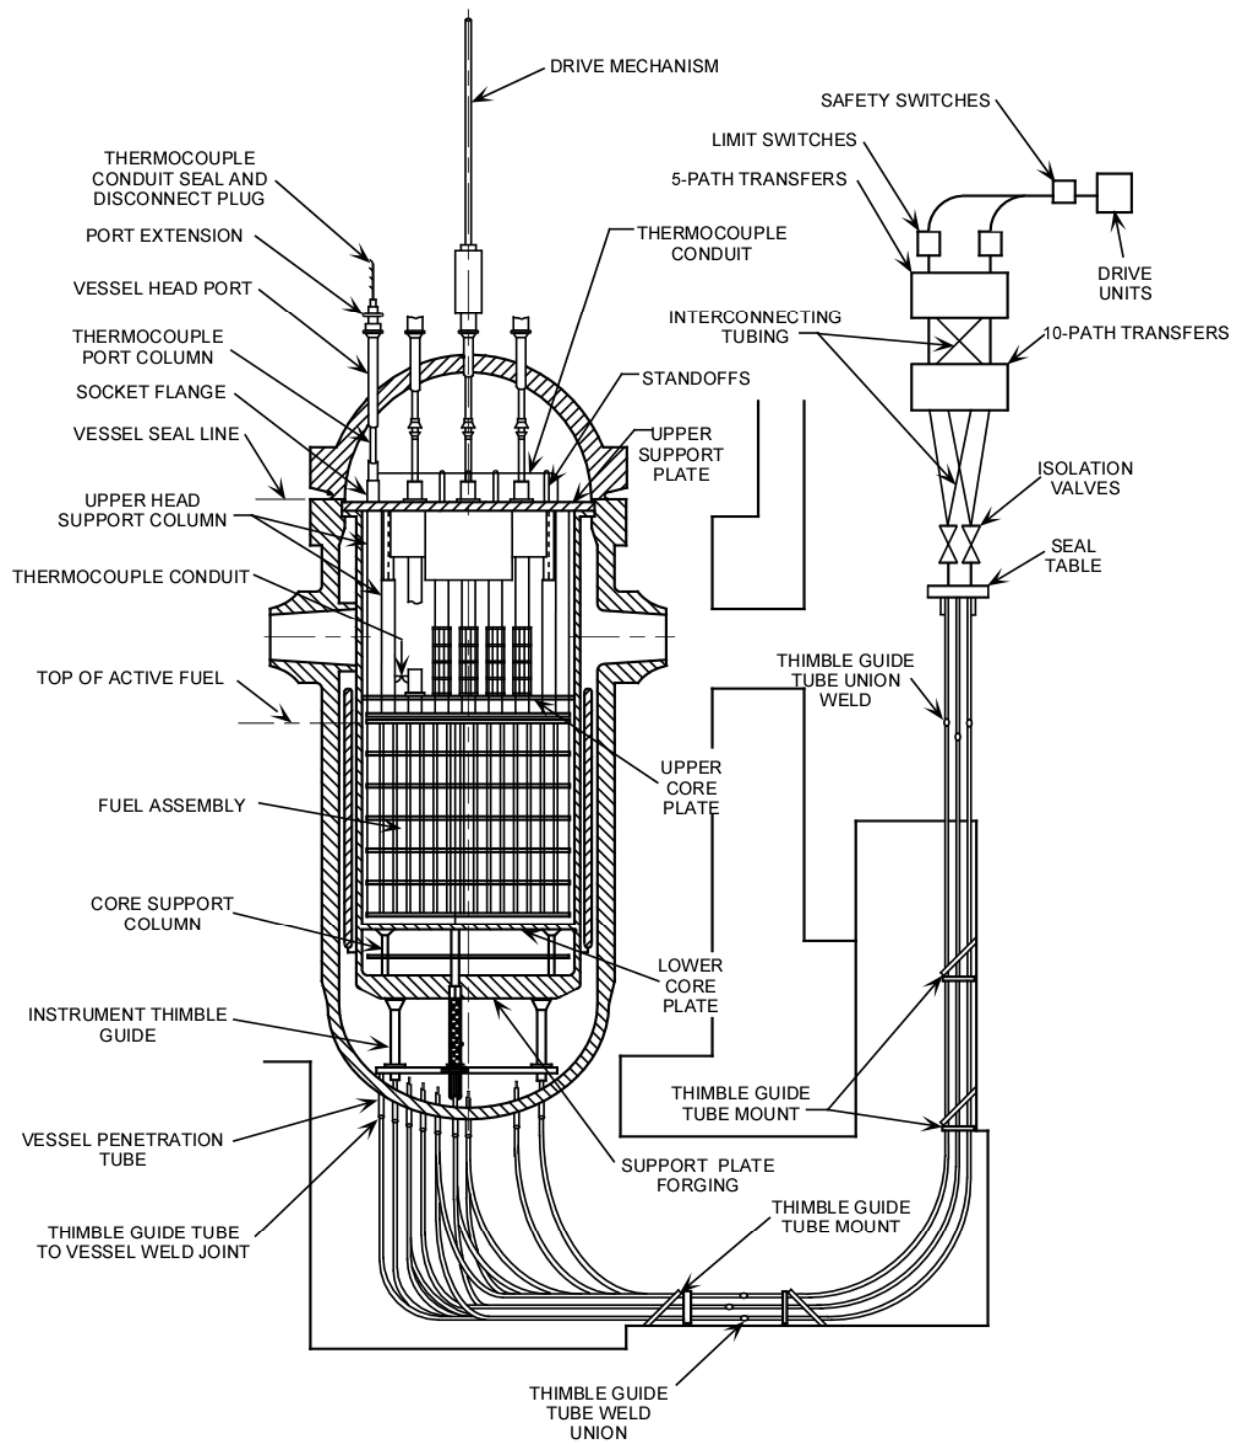 DRIVE MECHANISM
SAFETY SWITCHES
LIMIT SWITCHES
5-PATH TRANSFERS
THERMOCOUPLE
CONDUIT SEAL AND
DISCONNECT PLUG
PORT EXTENSION
THERMOCOUPLE
CONDUIT
DRIVE
UNITS
VESSEL HEAD PORT
INTERCONNECTING
TUBING
10-PATH TRANSFERS
THERMOCOUPLE
PORT COLUMN
STANDOFFS
SOCKET FLANGE
VESSEL SEAL LINE
UPPER
SUPPORT
PLATE
ISOLATION
VALVES
UPPER HEAD
SUPPORT COLUMN
SEAL
TABLE
THERMOCOUPLE CONDUIT
THIMBLE GUIDE
TUBE UNION
WELD
TOP OF ACTIVE FUEL
UPPER
CORE
PLATE
FUEL ASSEMBLY
CORE SUPPORT
COLUMN
LOWER
CORE
PLATE
INSTRUMENT THIMBLE
GUIDE
THIMBLE GUIDE
TUBE MOUNT
VESSEL PENETRATION
TUBE
SUPPORT PLATE
FORGING
THIMBLE GUIDE
TUBE MOUNT
THIMBLE GUIDE TUBE
TO VESSEL WELD JOINT
THIMBLE GUIDE
TUBE WELD
UNION